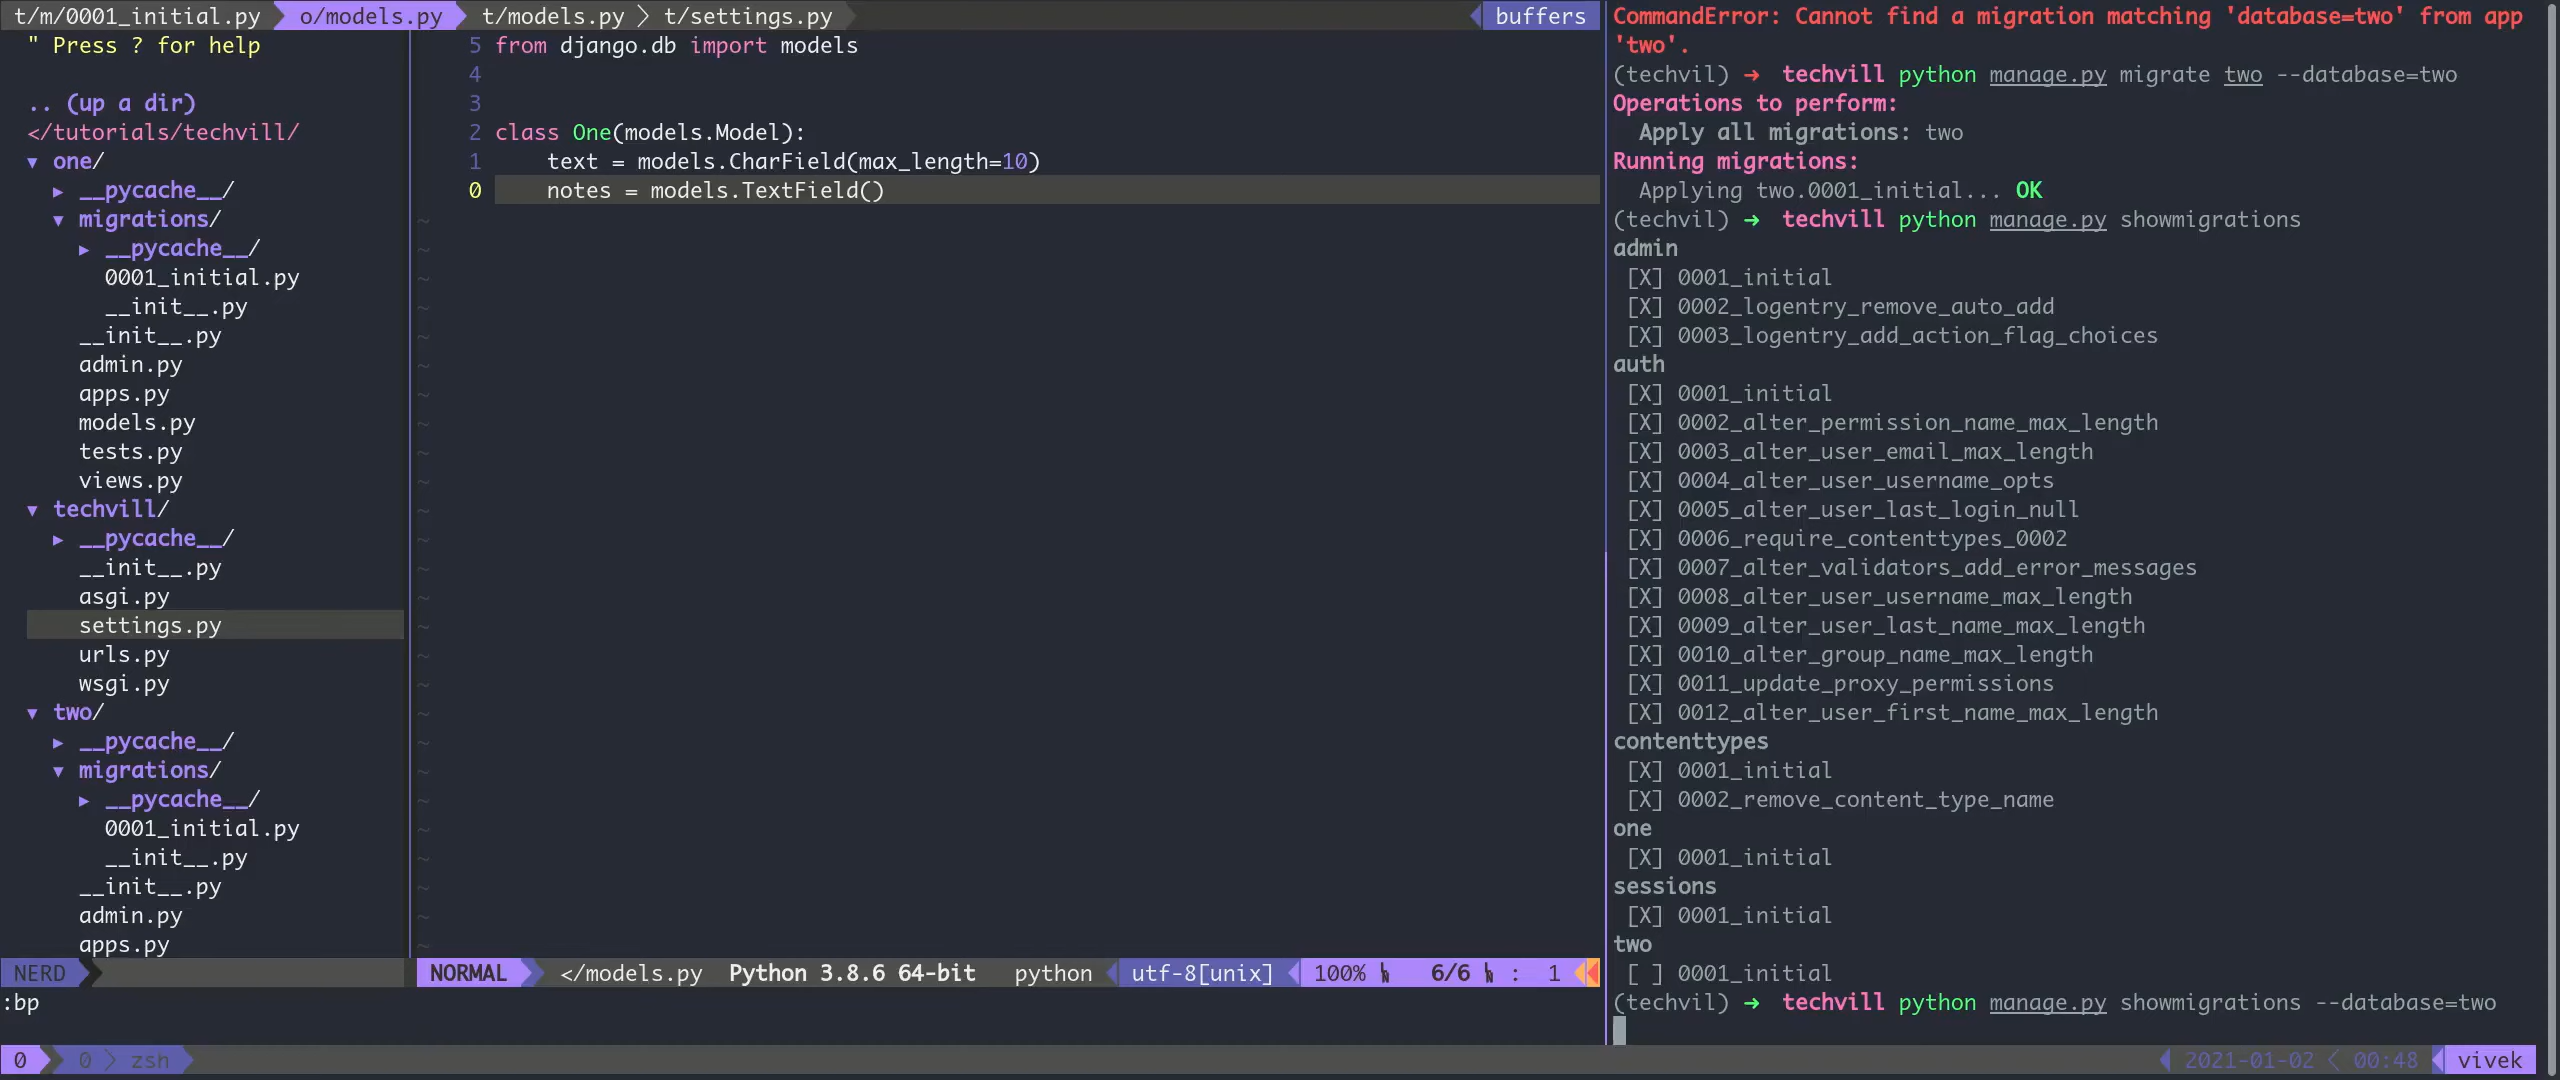 t/m/0001_initial.py o/models.py t/models.py t/settings.py buffers
" Press ? for help
.. (up a dir)
</tutorials/techvill/
▾ one/
▸ __pycache__/
▾ migrations/
▸ __pycache__/
0001_initial.py
__init__.py
__init__.py
admin.py
apps.py
models.py
tests.py
views.py
▾ techvill/
▸ __pycache__/
__init__.py
asgi.py
settings.py
urls.py
wsgi.py
▾ two/
▸ __pycache__/
▾ migrations/
▸ __pycache__/
0001_initial.py
__init__.py
__init__.py
admin.py
apps.py
NERD
5 from django.db import models
4
3
2 class One(models.Model):
1     text = models.CharField(max_length=10)
0     notes = models.TextField()
NORMAL </models.py Python 3.8.6 64-bit python utf-8[unix] 100% 6/6 : 1
:bp
CommandError: Cannot find a migration matching 'database=two' from app
'two'.
(techvil) ➜ techvill python manage.py migrate two --database=two
Operations to perform:
Apply all migrations: two
Running migrations:
Applying two.0001_initial... OK
(techvil) ➜ techvill python manage.py showmigrations
admin
[X] 0001_initial
[X] 0002_logentry_remove_auto_add
[X] 0003_logentry_add_action_flag_choices
auth
[X] 0001_initial
[X] 0002_alter_permission_name_max_length
[X] 0003_alter_user_email_max_length
[X] 0004_alter_user_username_opts
[X] 0005_alter_user_last_login_null
[X] 0006_require_contenttypes_0002
[X] 0007_alter_validators_add_error_messages
[X] 0008_alter_user_username_max_length
[X] 0009_alter_user_last_name_max_length
[X] 0010_alter_group_name_max_length
[X] 0011_update_proxy_permissions
[X] 0012_alter_user_first_name_max_length
contenttypes
[X] 0001_initial
[X] 0002_remove_content_type_name
one
[X] 0001_initial
sessions
[X] 0001_initial
two
[ ] 0001_initial
(techvil) ➜ techvill python manage.py showmigrations --database=two
0 0 zsh 2021-01-02 00:48 vivek